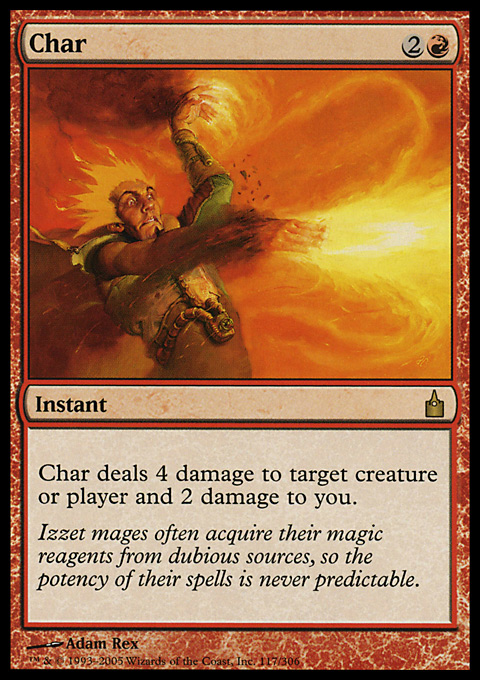 Char 2
Instant
Char deals 4 damage to target creature
or player and 2 damage to you.
Izzet mages often acquire their magic
reagents from dubious sources, so the
potency of their spells is never predictable.
Adam Rex
™ & © 1993–2005 Wizards of the Coast, Inc. 117/306